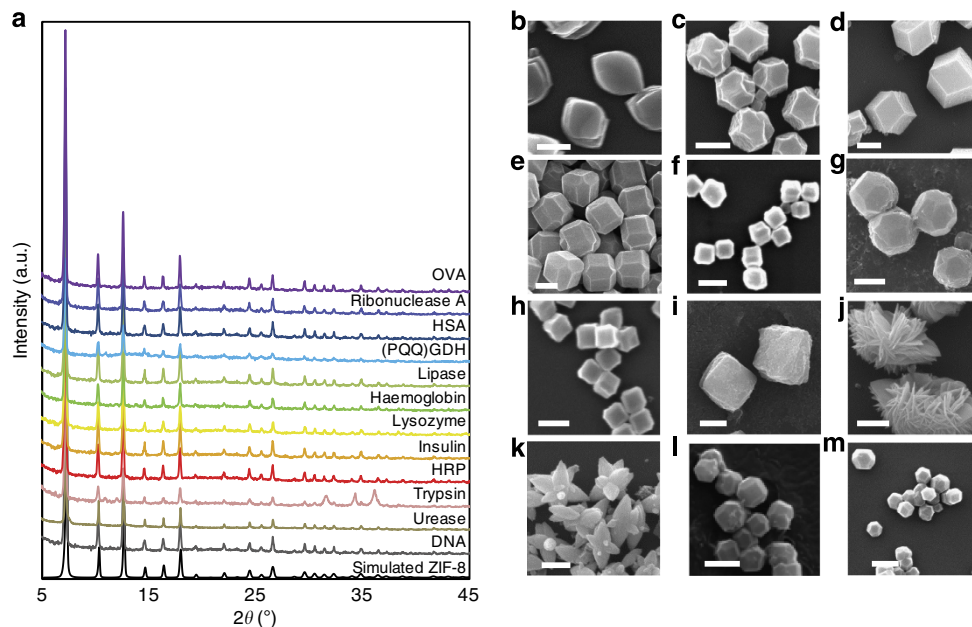 a
Intensity (a.u.)
OVA
Ribonuclease A
HSA
(PQQ)GDH
Lipase
Haemoglobin
Lysozyme
Insulin
HRP
Trypsin
Urease
DNA
Simulated ZIF-8
5 15 25 35 45
2θ (°)
b c d
e f g
h i j
k l m